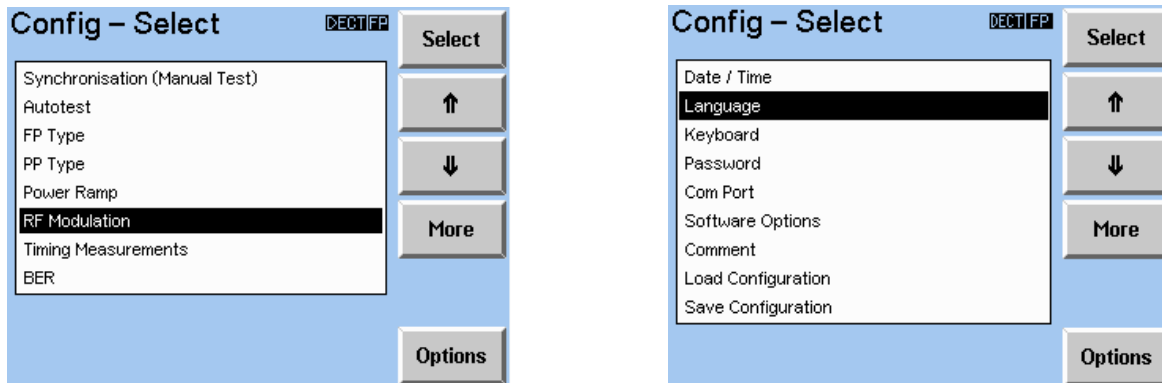 Config – Select DECT FP
Select
Synchronisation (Manual Test)
Autotest
⇑
FP Type
PP Type
⇓
Power Ramp
RF Modulation
More
Timing Measurements
BER
Options
Config – Select DECT FP
Select
Date / Time
Language
⇑
Keyboard
Password
⇓
Com Port
Software Options
More
Comment
Load Configuration
Save Configuration
Options